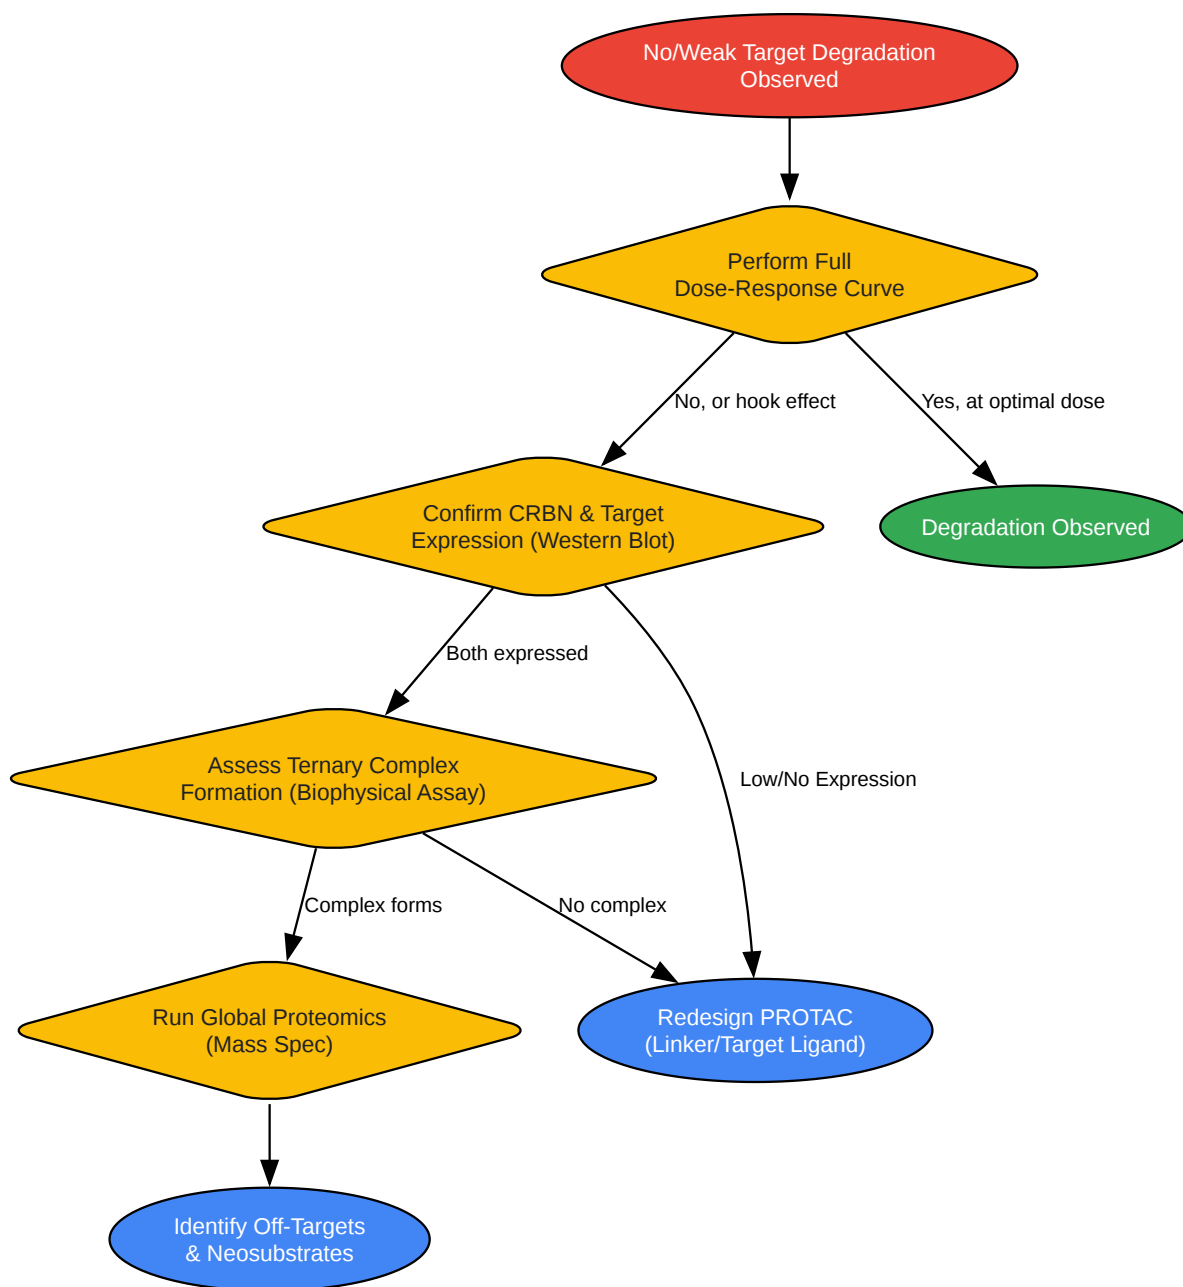 No/Weak Target Degradation
Observed
Perform Full
Dose-Response Curve
No, or hook effect
Yes, at optimal dose
Confirm CRBN & Target
Expression (Western Blot)
Degradation Observed
Both expressed
Assess Ternary Complex
Formation (Biophysical Assay)
Low/No Expression
Complex forms
No complex
Run Global Proteomics
(Mass Spec)
Redesign PROTAC
(Linker/Target Ligand)
Identify Off-Targets
& Neosubstrates